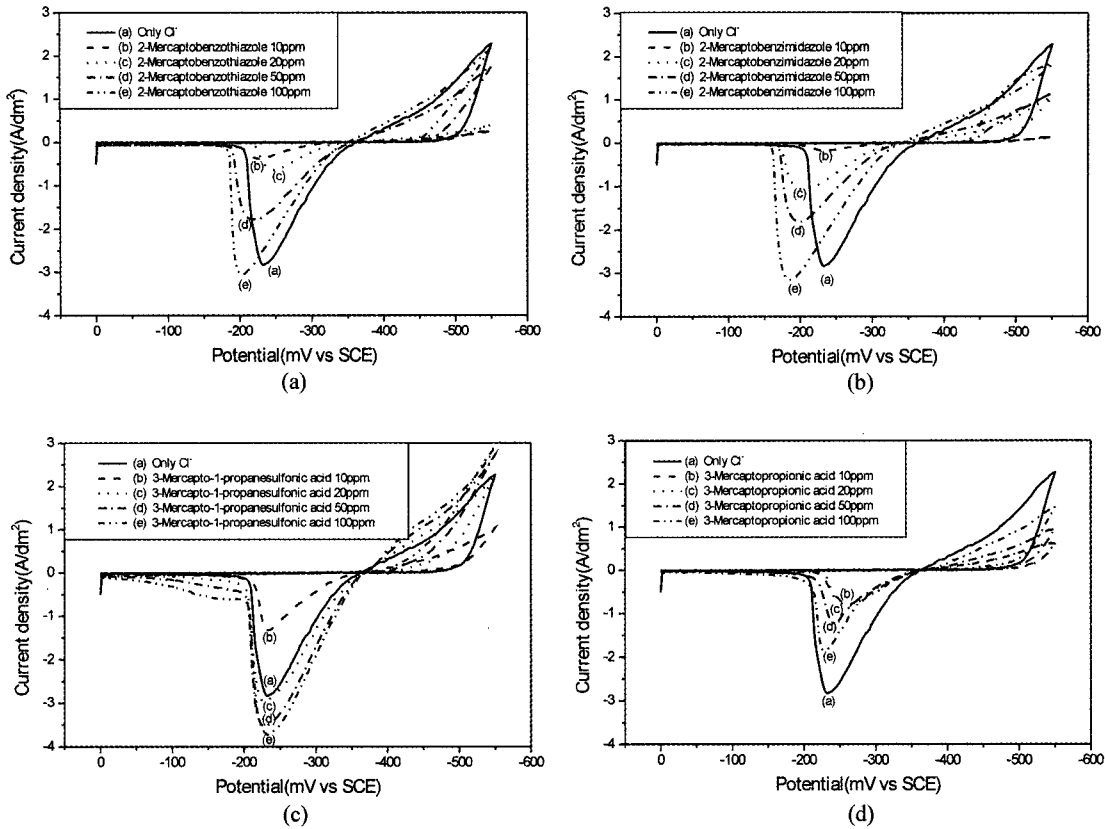 (a) Only Cl⁻
(b) 2-Mercaptobenzothiazole 10ppm
(c) 2-Mercaptobenzothiazole 20ppm
(d) 2-Mercaptobenzothiazole 50ppm
(e) 2-Mercaptobenzothiazole 100ppm
3
2
1
0
-1
-2
-3
-4
Current density(A/dm²)
(b)
(c)
(d)
(e)
(a)
0 -100 -200 -300 -400 -500 -600
Potential(mV vs SCE)
(a)
(a) Only Cl⁻
(b) 2-Mercaptobenzimidazole 10ppm
(c) 2-Mercaptobenzimidazole 20ppm
(d) 2-Mercaptobenzimidazole 50ppm
(e) 2-Mercaptobenzimidazole 100ppm
3
2
1
0
-1
-2
-3
-4
Current density(A/dm²)
(b)
(c)
(d)
(e)
(a)
0 -100 -200 -300 -400 -500 -600
Potential(mV vs SCE)
(b)
(a) Only Cl⁻
(b) 3-Mercapto-1-propanesulfonic acid 10ppm
(c) 3-Mercapto-1-propanesulfonic acid 20ppm
(d) 3-Mercapto-1-propanesulfonic acid 50ppm
(e) 3-Mercapto-1-propanesulfonic acid 100ppm
3
2
1
0
-1
-2
-3
-4
Current density(A/dm²)
(b)
(a)
(c)
(d)
(e)
0 -100 -200 -300 -400 -500 -600
Potential(mV vs SCE)
(c)
(a) Only Cl⁻
(b) 3-Mercaptopropionic acid 10ppm
(c) 3-Mercaptopropionic acid 20ppm
(d) 3-Mercaptopropionic acid 50ppm
(e) 3-Mercaptopropionic acid 100ppm
3
2
1
0
-1
-2
-3
-4
Current density(A/dm²)
(b)
(c)
(d)
(e)
(a)
0 -100 -200 -300 -400 -500 -600
Potential(mV vs SCE)
(d)